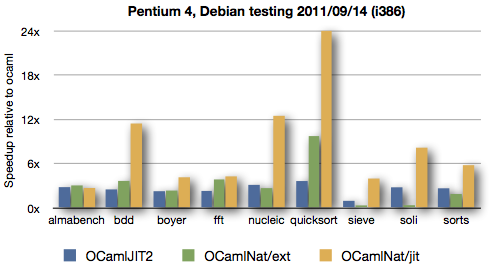 Pentium 4, Debian testing 2011/09/14 (i386)
Speedup relative to ocaml
24x
18x
12x
6x
0x
almabench bdd boyer fft nucleic quicksort sieve soli sorts
OCamlJIT2 OCamlNat/ext OCamlNat/jit